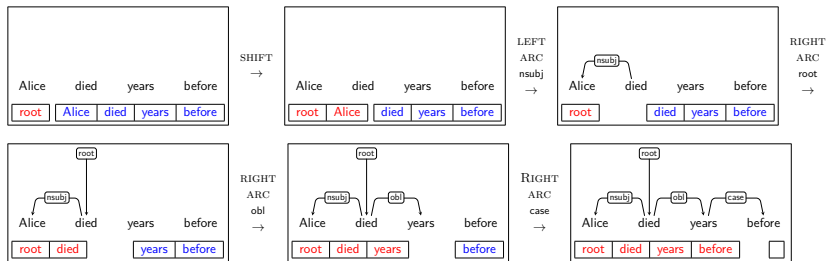 Alice died years before
root Alice died years before
SHIFT
→
Alice died years before
root Alice died years before
LEFT
ARC
nsubj
→
nsubj
Alice died years before
root died years before
RIGHT
ARC
root
→
root
nsubj
Alice died years before
root died years before
RIGHT
ARC
obl
→
root
nsubj obl
Alice died years before
root died years before
RIGHT
ARC
case
→
root
nsubj obl case
Alice died years before
root died years before